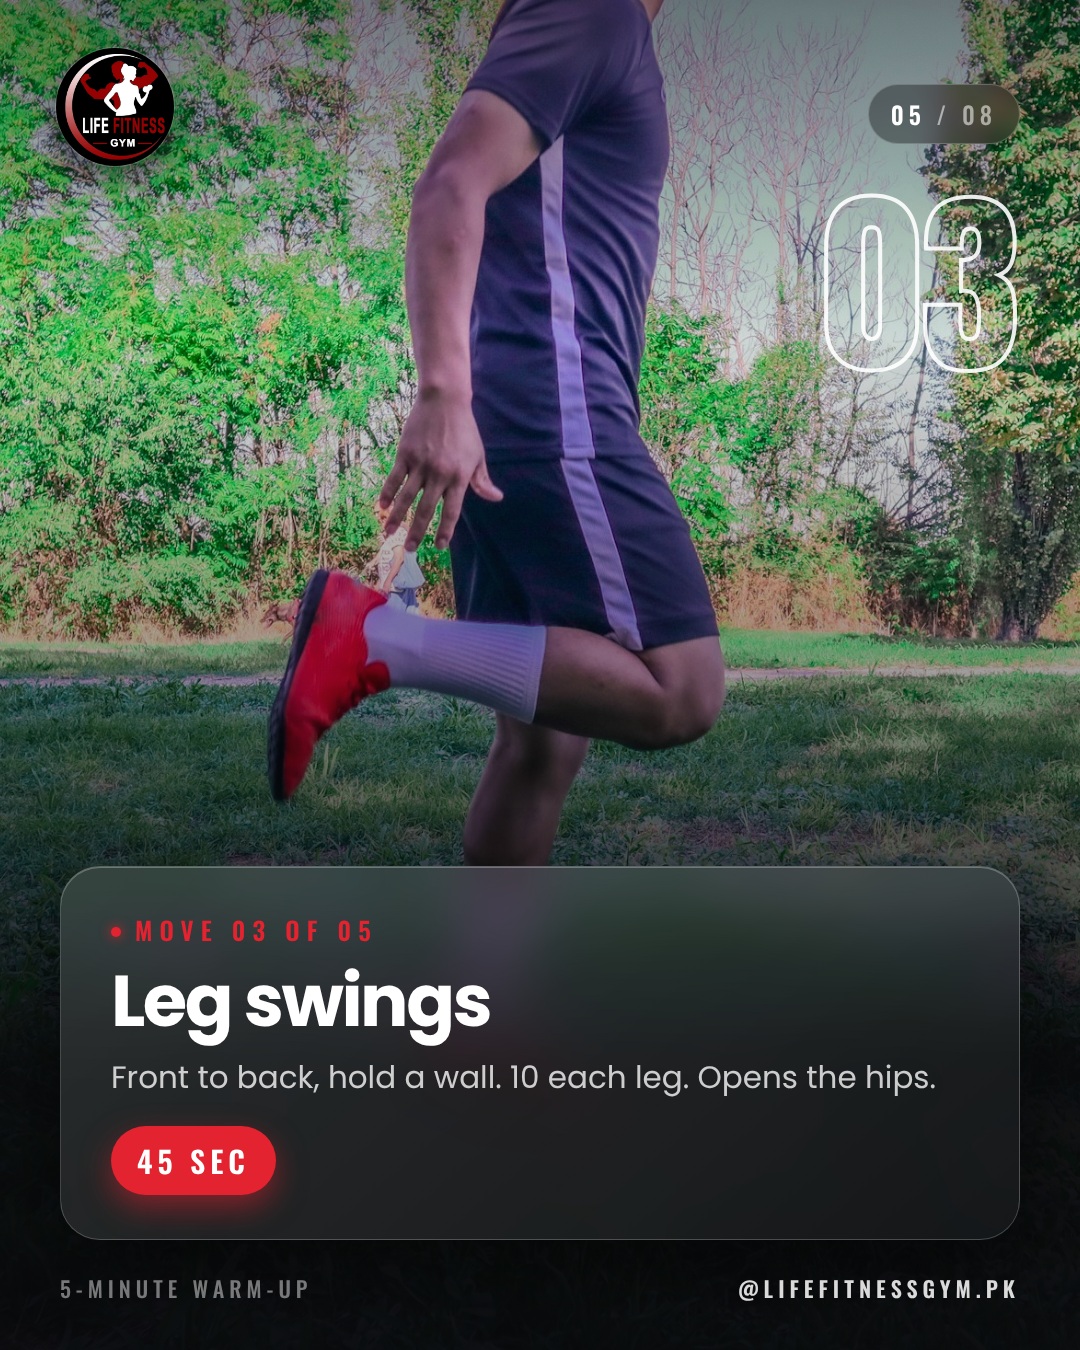 LIFE FITNESS
GYM
05 / 08
03
MOVE 03 OF 05
Leg swings
Front to back, hold a wall. 10 each leg. Opens the hips.
45 SEC
5-MINUTE WARM-UP
@LIFEFITNESSGYM.PK